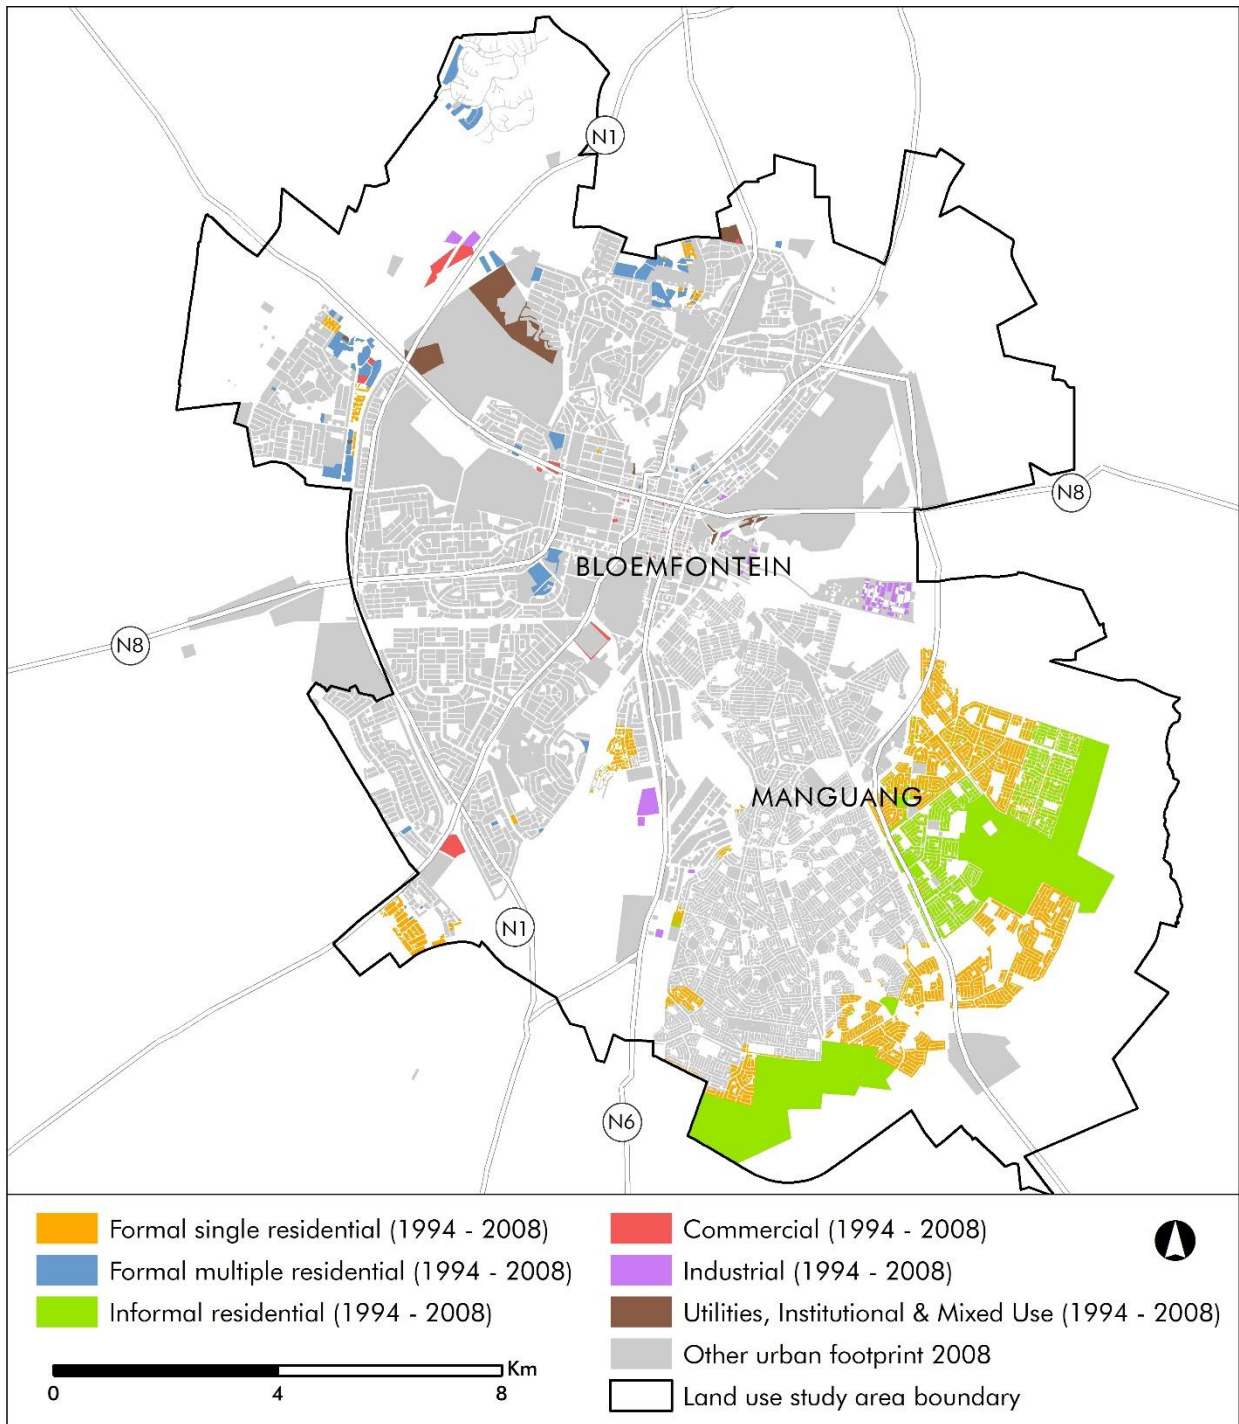 N1
N8
BLOEMFONTEIN
N8
MANGUANG
N1
N6
Formal single residential (1994 - 2008)
Formal multiple residential (1994 - 2008)
Informal residential (1994 - 2008)
Km
0 4 8
Commercial (1994 - 2008)
Industrial (1994 - 2008)
Utilities, Institutional & Mixed Use (1994 - 2008)
Other urban footprint 2008
Land use study area boundary